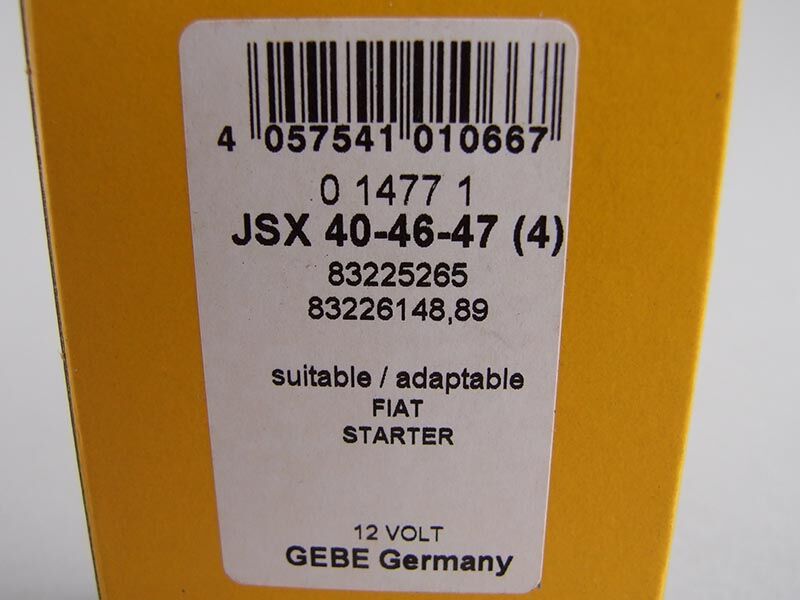 4 057541 010667
0 1477 1
JSX 40-46-47 (4)
83225265
83226148,89
suitable / adaptable
FIAT
STARTER
12 VOLT
GEBE Germany